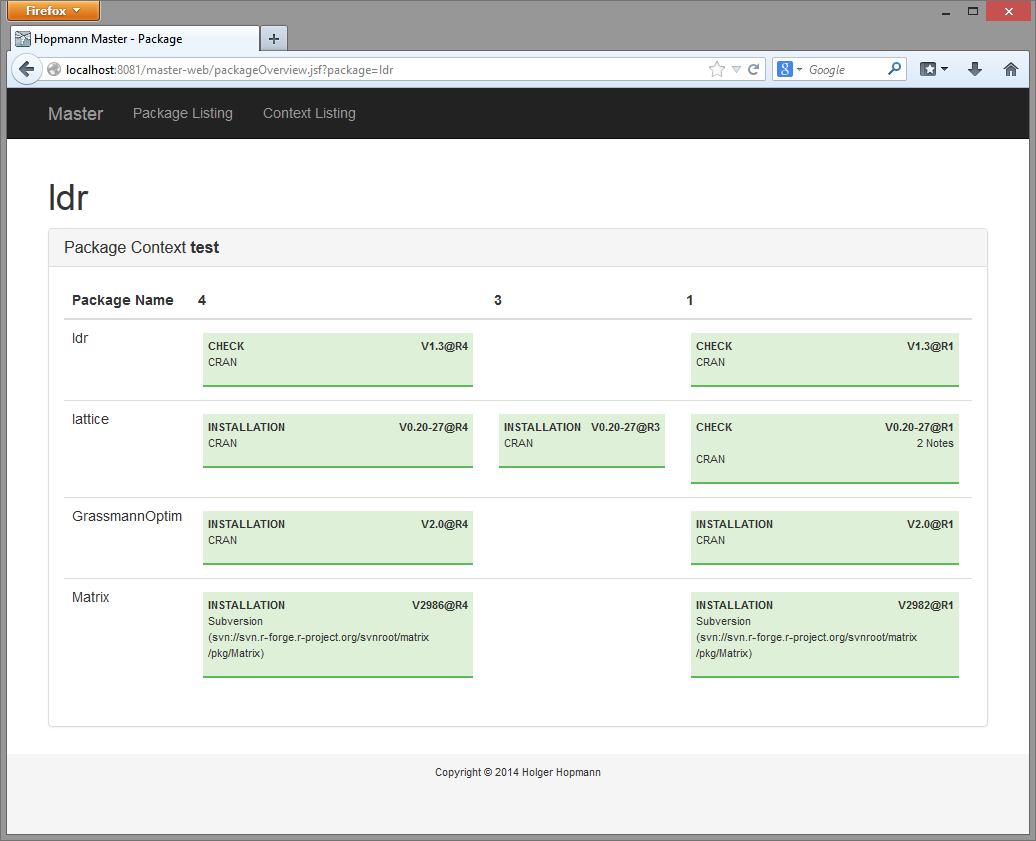 Firefox
Hopmann Master - Package
localhost:8081/master-web/packageOverview.jsf?package=ldr
Google
Master Package Listing Context Listing
ldr
Package Context test
Package Name 4 3 1
ldr
CHECK V1.3@R4
CRAN
CHECK V1.3@R1
CRAN
lattice
INSTALLATION V0.20-27@R4
CRAN
INSTALLATION V0.20-27@R3
CRAN
CHECK V0.20-27@R1
2 Notes
CRAN
GrassmannOptim
INSTALLATION V2.0@R4
CRAN
INSTALLATION V2.0@R1
CRAN
Matrix
INSTALLATION V2986@R4
Subversion
(svn://svn.r-forge.r-project.org/svnroot/matrix
/pkg/Matrix)
INSTALLATION V2982@R1
Subversion
(svn://svn.r-forge.r-project.org/svnroot/matrix
/pkg/Matrix)
Copyright © 2014 Holger Hopmann